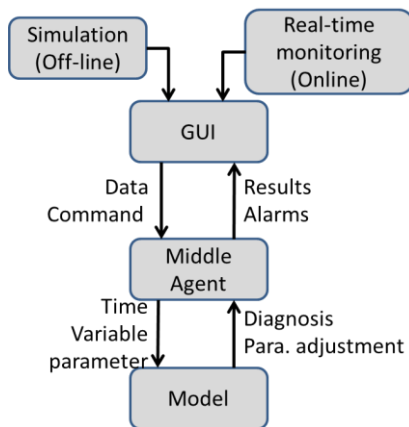 Simulation
(Off-line)
Real-time
monitoring
(Online)
GUI
Data
Command
Results
Alarms
Middle
Agent
Time
Variable
parameter
Diagnosis
Para. adjustment
Model